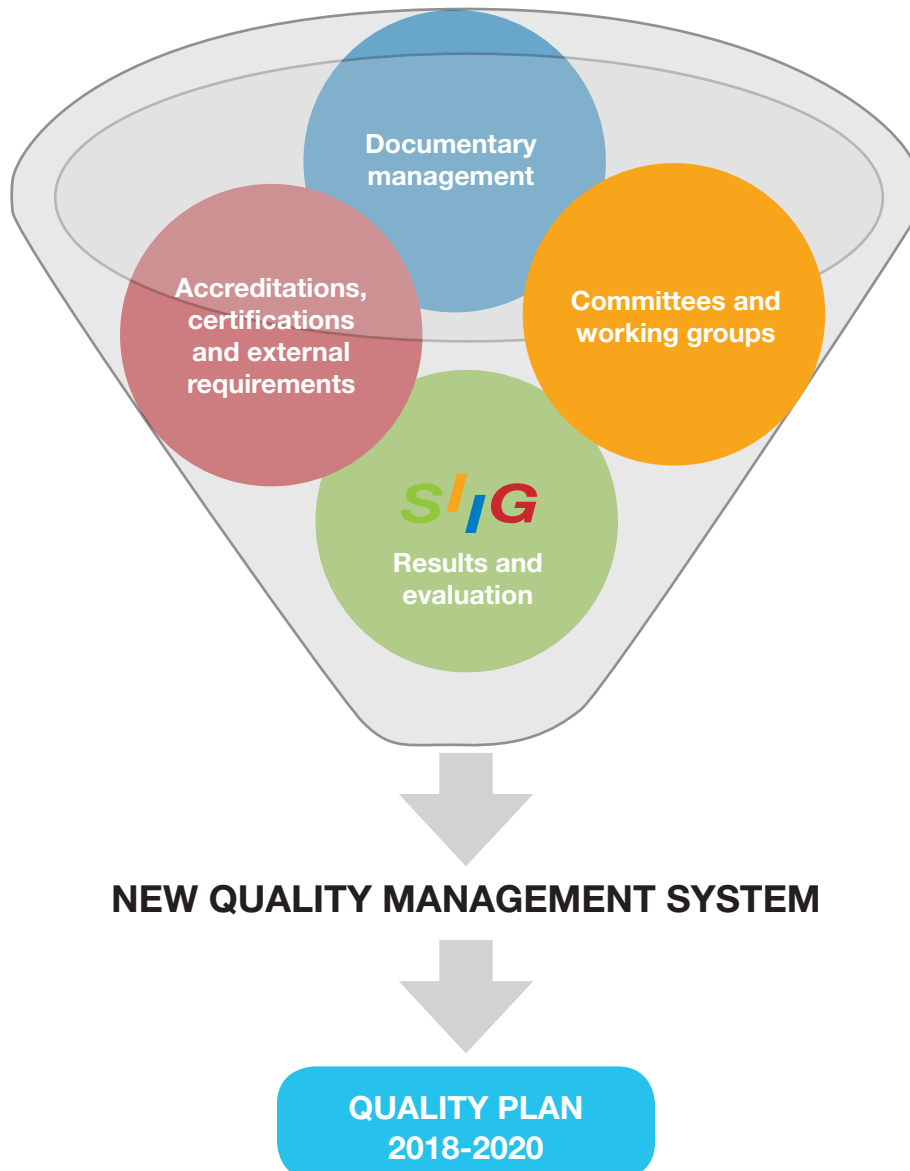 Documentary
management
Accreditations,
certifications
and external
requirements
Committees and
working groups
SIIG
Results and
evaluation
NEW QUALITY MANAGEMENT SYSTEM
QUALITY PLAN
2018-2020